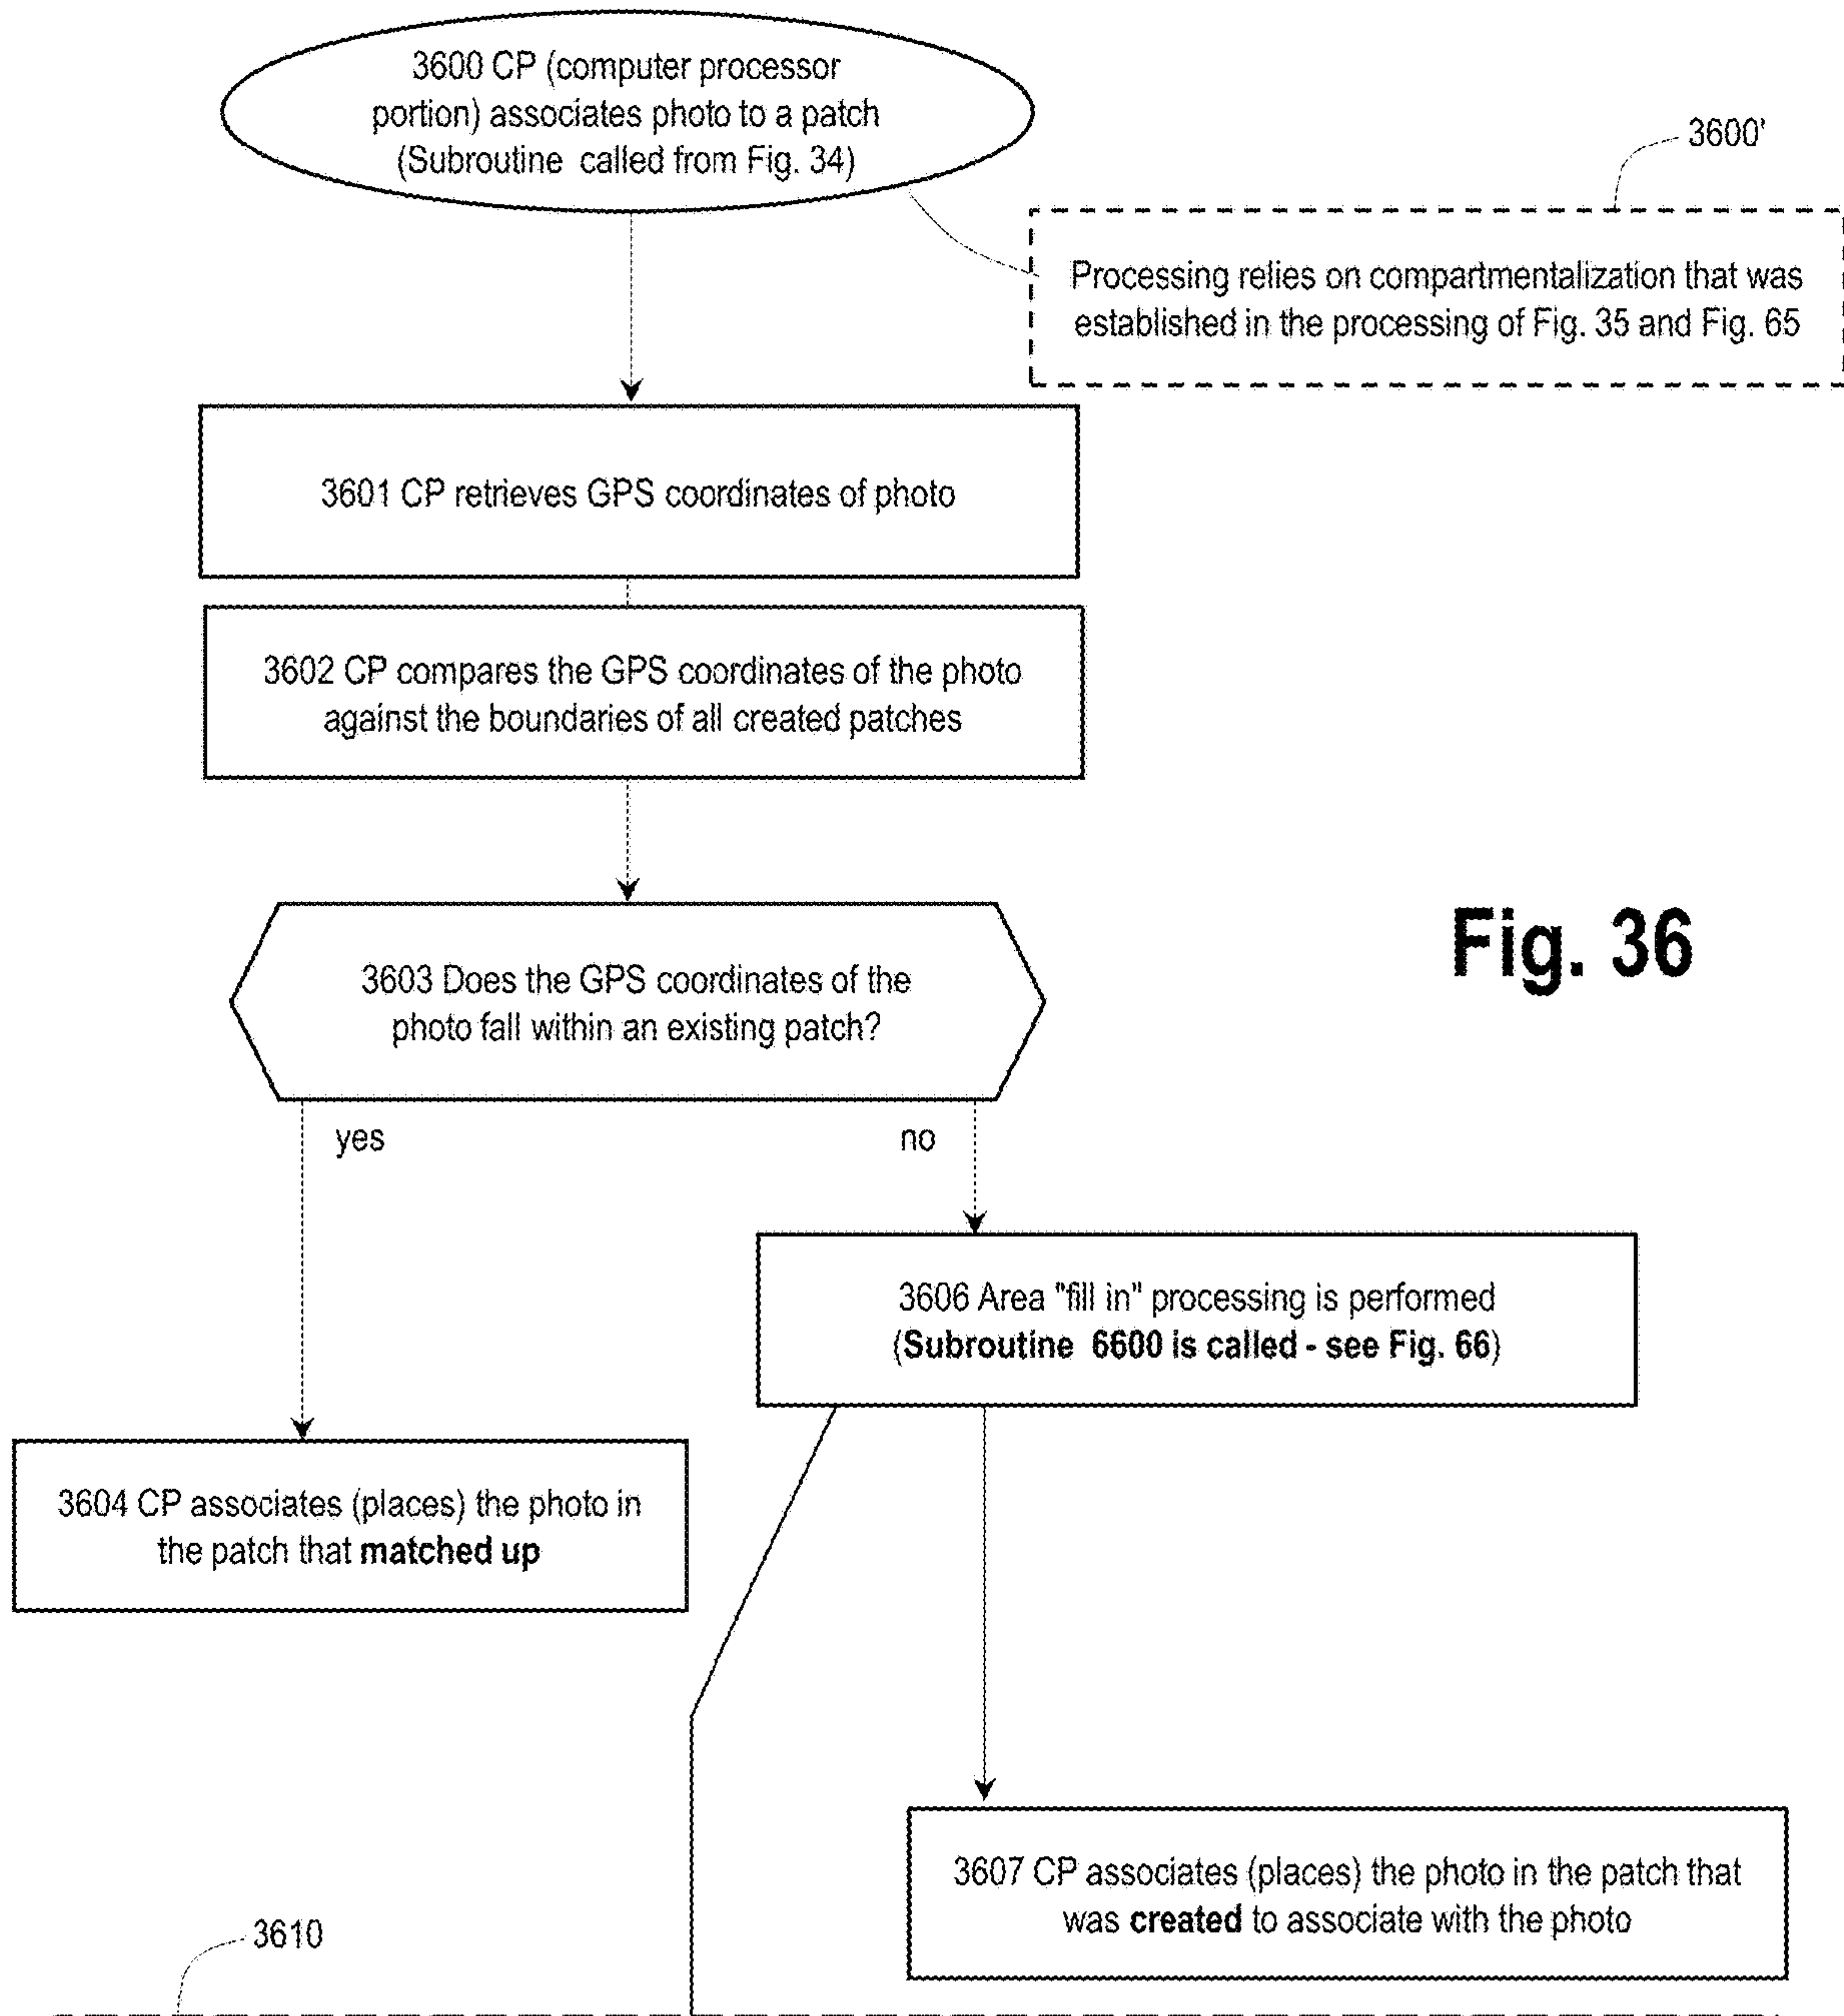 3600 CP (computer processor
portion) associates photo to a patch
(Subroutine called from Fig. 34)
3600'
Processing relies on compartmentalization that was
established in the processing of Fig. 35 and Fig. 65
3601 CP retrieves GPS coordinates of photo
3602 CP compares the GPS coordinates of the photo
against the boundaries of all created patches
Fig. 36
3603 Does the GPS coordinates of the
photo fall within an existing patch?
yes
no
3606 Area "fill in" processing is performed
(Subroutine 6600 is called - see Fig. 66)
3604 CP associates (places) the photo in
the patch that matched up
3607 CP associates (places) the photo in the patch that
was created to associate with the photo
3610